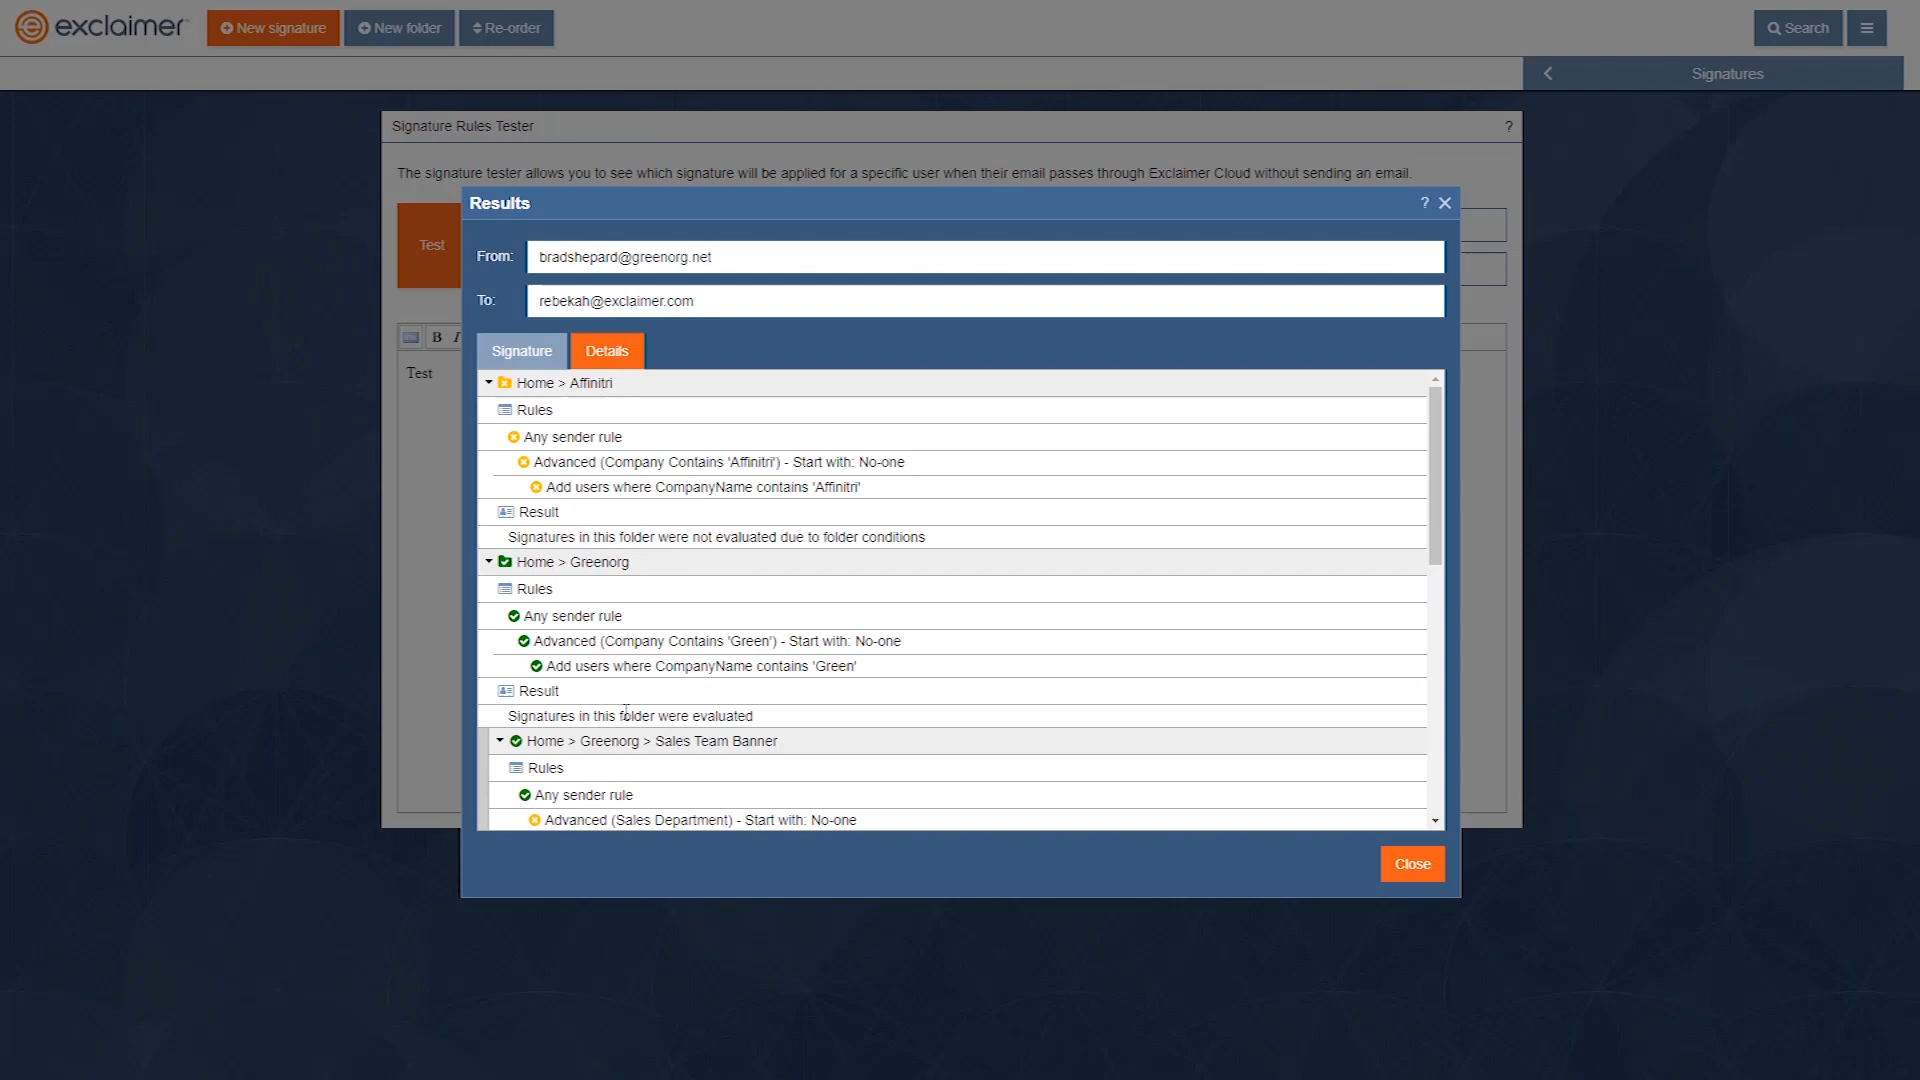 exclaimer
New signature
New folder
Re-order
Search
Signatures
Signature Rules Tester
?
The signature tester allows you to see which signature will be applied for a specific user when their email passes through Exclaimer Cloud without sending an email.
Test
Results
?
From:
bradshepard@greenorg.net
To:
rebekah@exclaimer.com
Signature
Details
B I
Test
Home > Affinitri
Rules
Any sender rule
Advanced (Company Contains 'Affinitri') - Start with: No-one
Add users where CompanyName contains 'Affinitri'
Result
Signatures in this folder were not evaluated due to folder conditions
Home > Greenorg
Rules
Any sender rule
Advanced (Company Contains 'Green') - Start with: No-one
Add users where CompanyName contains 'Green'
Result
Signatures in this folder were evaluated
Home > Greenorg > Sales Team Banner
Rules
Any sender rule
Advanced (Sales Department) - Start with: No-one
Close